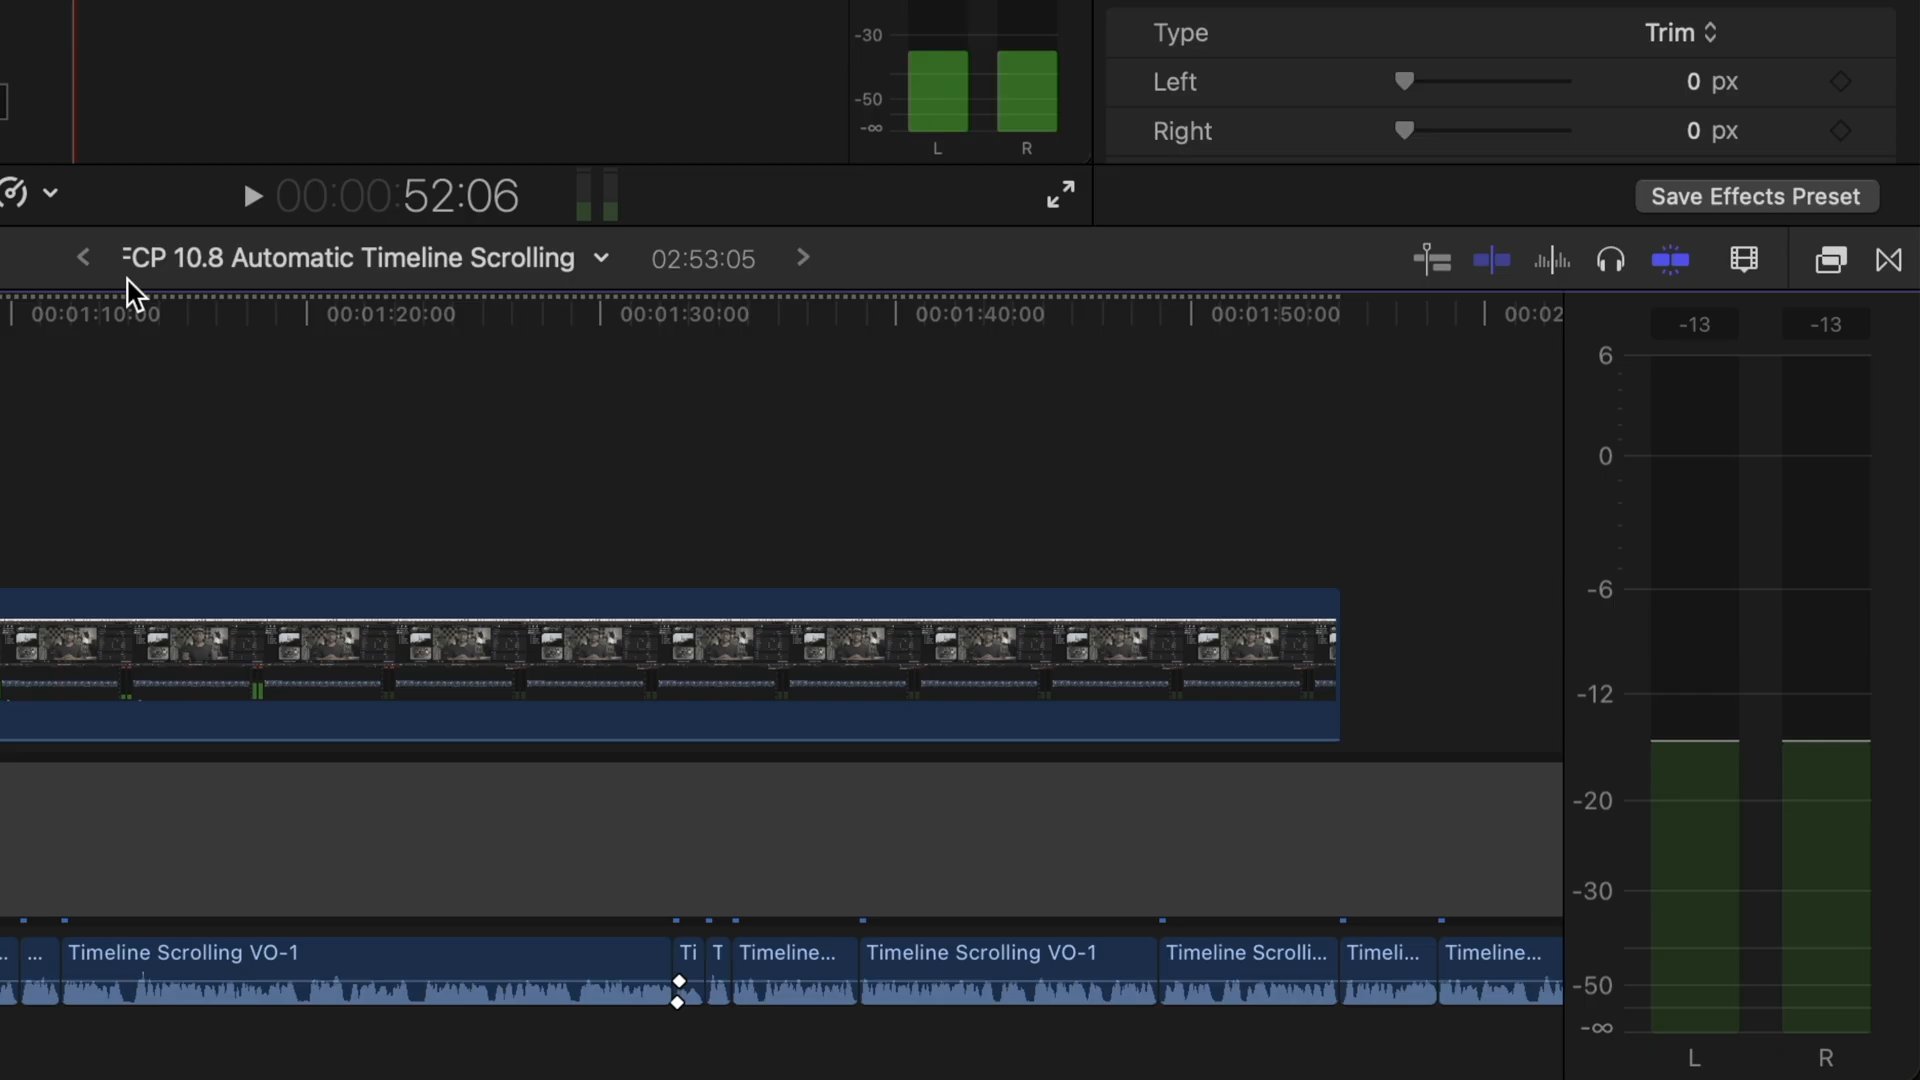 -30
-50
-∞
L R
Type Trim
Left 0 px
Right 0 px
00:00:52:06
Save Effects Preset
FCP 10.8 Automatic Timeline Scrolling 02:53:05
00:01:10:00 00:01:20:00 00:01:30:00 00:01:40:00 00:01:50:00 00:02
-13 -13
6
0
-6
-12
-20
-30
-50
-∞
L R
... Timeline Scrolling VO-1 Ti T Timeline... Timeline Scrolling VO-1 Timeline Scrolli... Timeli... Timeline...